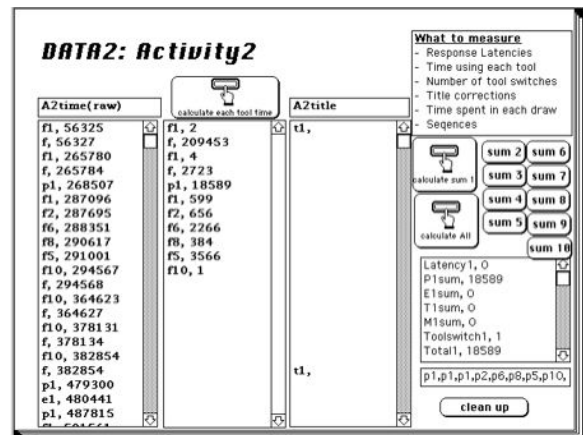 DATA2: Activity2
What to measure
- Response Latencies
- Time using each tool
- Number of tool switches
- Title corrections
- Time spent in each draw
- Seqences
calculate each tool time
A2time(raw)
A2title
f1, 56325
f, 56327
f1, 265780
f, 265784
p1, 268507
f1, 287096
f2, 287695
f6, 288351
f8, 290617
f5, 291001
f10, 294567
f, 294568
f10, 364623
f, 364627
f10, 378131
f, 378134
f10, 382854
f, 382854
p1, 479300
e1, 480441
p1, 487815
f1, 2
f, 209453
f1, 4
f, 2723
p1, 18589
f1, 599
f2, 656
f6, 2266
f8, 384
f5, 3566
f10, 1
t1,
t1,
calculate sum 1
calculate All
sum 2
sum 6
sum 3
sum 7
sum 4
sum 8
sum 5
sum 9
sum 10
Latency1, 0
P1sum, 18589
E1sum, 0
T1sum, 0
M1sum, 0
Toolswitch1, 1
Total1, 18589
p1,p1,p1,p2,p6,p8,p5,p10,
clean up